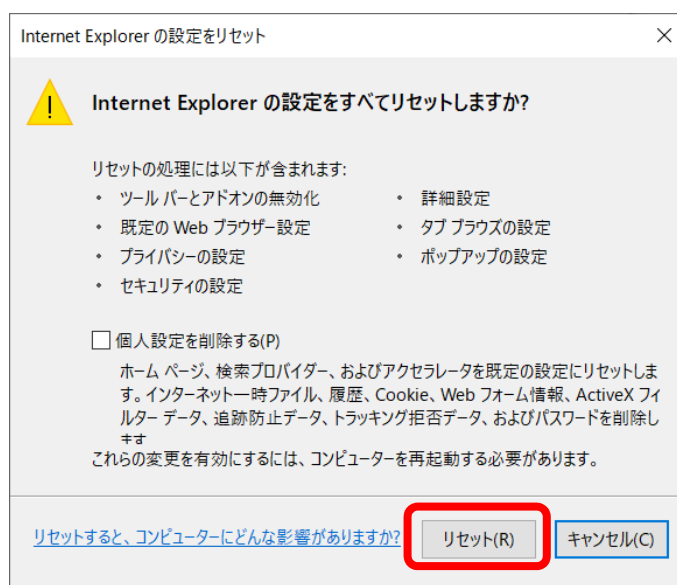 Internet Explorer の設定をリセット
Internet Explorer の設定をすべてリセットしますか?
リセットの処理には以下が含まれます:
・ ツール バーとアドオンの無効化
・ 既定の Web ブラウザー設定
・ プライバシーの設定
・ セキュリティの設定
・ 詳細設定
・ タブ ブラウズの設定
・ ポップアップの設定
個人設定を削除する(P)
ホーム ページ、検索プロバイダー、およびアクセラレータを既定の設定にリセットしま
す。インターネット一時ファイル、履歴、Cookie、Web フォーム情報、ActiveX フィ
ルター データ、追跡防止データ、トラッキング拒否データ、およびパスワードを削除し
ます
これらの変更を有効にするには、コンピューターを再起動する必要があります。
リセットすると、コンピューターにどんな影響がありますか?
リセット(R)
キャンセル(C)